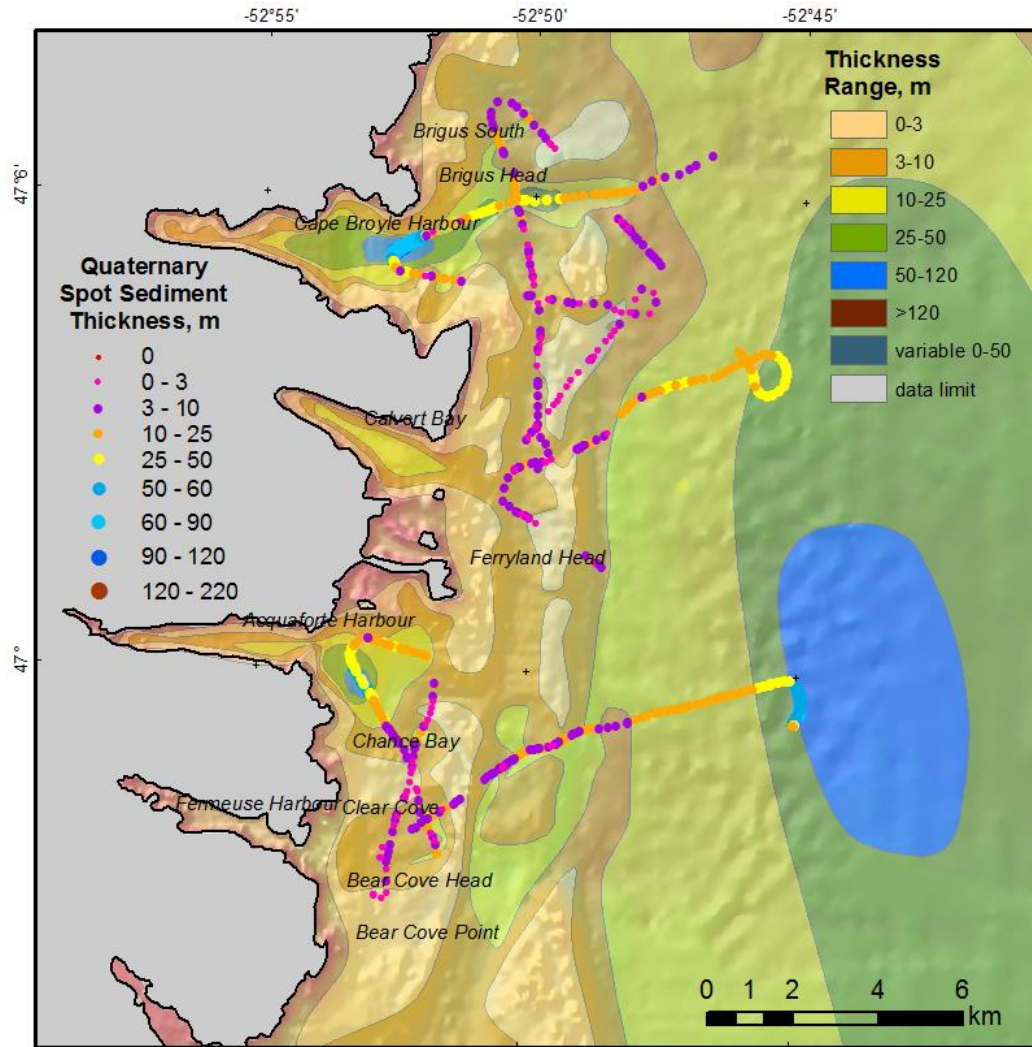 -52°55'
-52°50'
-52°45'
47°6'
47°
Thickness
Range, m
0-3
3-10
10-25
25-50
50-120
>120
variable 0-50
data limit
Quaternary
Spot Sediment
Thickness, m
0
0 - 3
3 - 10
10 - 25
25 - 50
50 - 60
60 - 90
90 - 120
120 - 220
Brigus South
Brigus Head
Cape Broyle Harbour
Calvert Bay
Ferryland Head
Acquaforte Harbour
Chance Bay
Fermeuse Harbour
Clear Cove
Bear Cove Head
Bear Cove Point
0 1 2 4 6
km